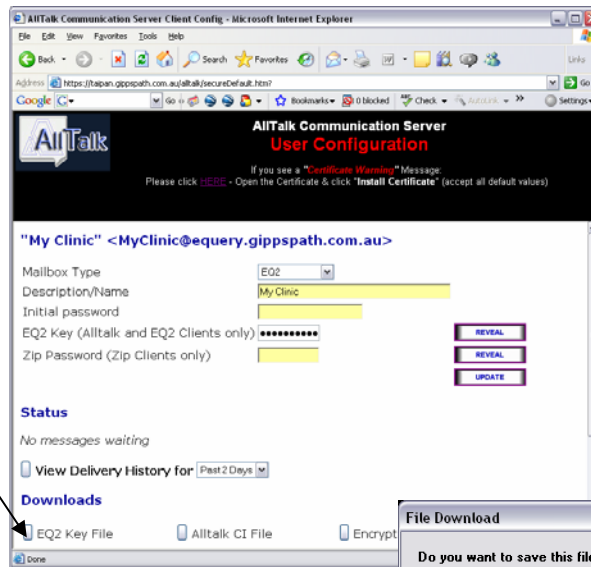 AllTalk Communication Server Client Config - Microsoft Internet Explorer
File Edit View Favorites Tools Help
Back Search Favorites
Links
Address https://taipan.gippspath.com.au/alltalk/secureDefault.htm? Go
Google G Go Bookmarks 0 blocked Check AutoLink » Settings
AllTalk
AllTalk Communication Server
User Configuration
If you see a "Certificate Warning" Message:
Please click HERE - Open the Certificate & click "Install Certificate" (accept all default values)
"My Clinic" <MyClinic@equery.gippspath.com.au>
Mailbox Type EQ2
Description/Name My Clinic
Initial password
EQ2 Key (Alltalk and EQ2 Clients only) •••••••••• REVEAL
Zip Password (Zip Clients only) REVEAL
UPDATE
Status
No messages waiting
View Delivery History for Past 2 Days
Downloads
EQ2 Key File Alltalk CI File Encrypt
File Download
Do you want to save this file
Done